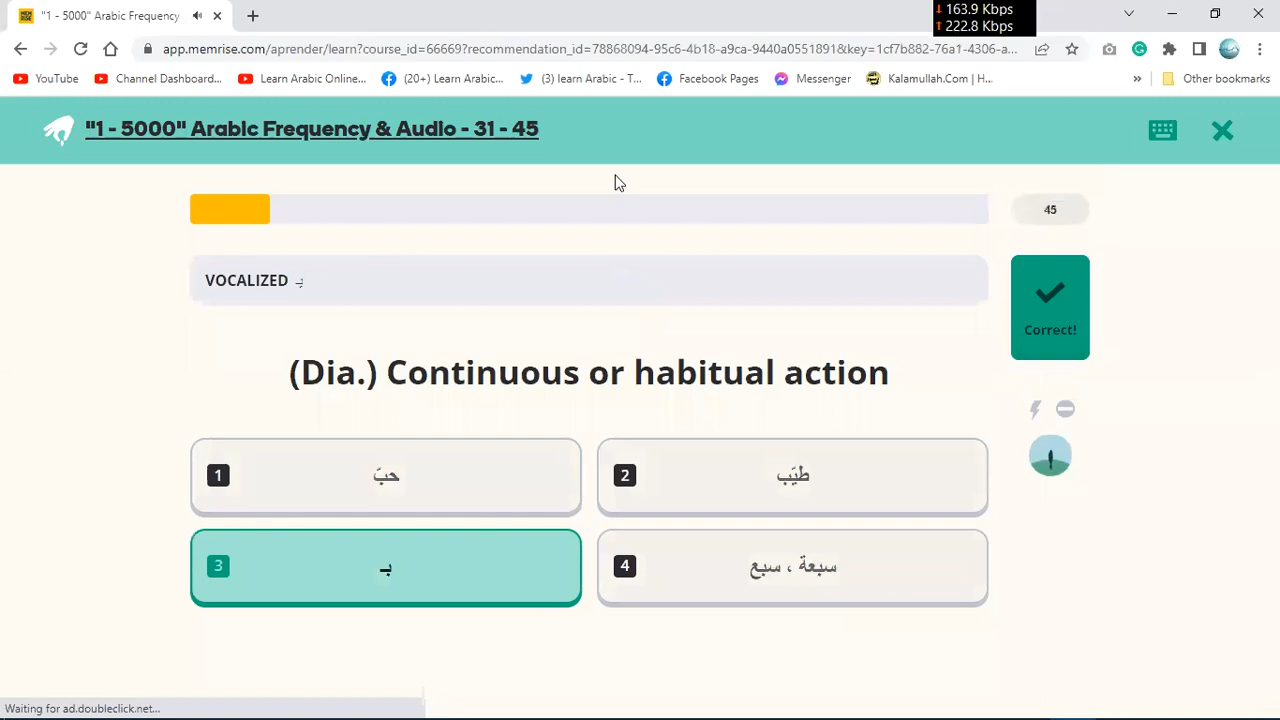 "1 - 5000" Arabic Frequency
↓ 163.9 Kbps
↑ 222.8 Kbps
app.memrise.com/aprender/learn?course_id=68669?recommendation_id=78868094-95c6-4b18-a9ca-9440a0551891&key=1cf7b882-76a1-4306-a...
YouTube
Channel Dashboard...
Learn Arabic Online...
(20+) Learn Arabic...
(3) learn Arabic - T...
Facebook Pages
Messenger
Kalamullah.Com | H...
»
Other bookmarks
"1 - 5000" Arabic Frequency & Audio - 31 - 45
45
VOCALIZED
Correct!
(Dia.) Continuous or habitual action
1 حبّ
2 طيّب
3 بـ
4 سبعة ، سبع
Waiting for ad.doubleclick.net...